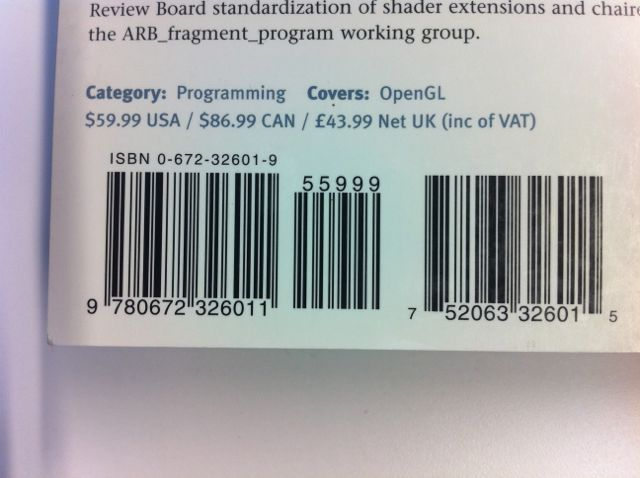 Review Board standardization of shader extensions and chaire
the ARB_fragment_program working group.
Category: Programming Covers: OpenGL
$59.99 USA / $86.99 CAN / £43.99 Net UK (inc of VAT)
ISBN 0-672-32601-9
55999
9 780672 326011
7 52063 32601 5